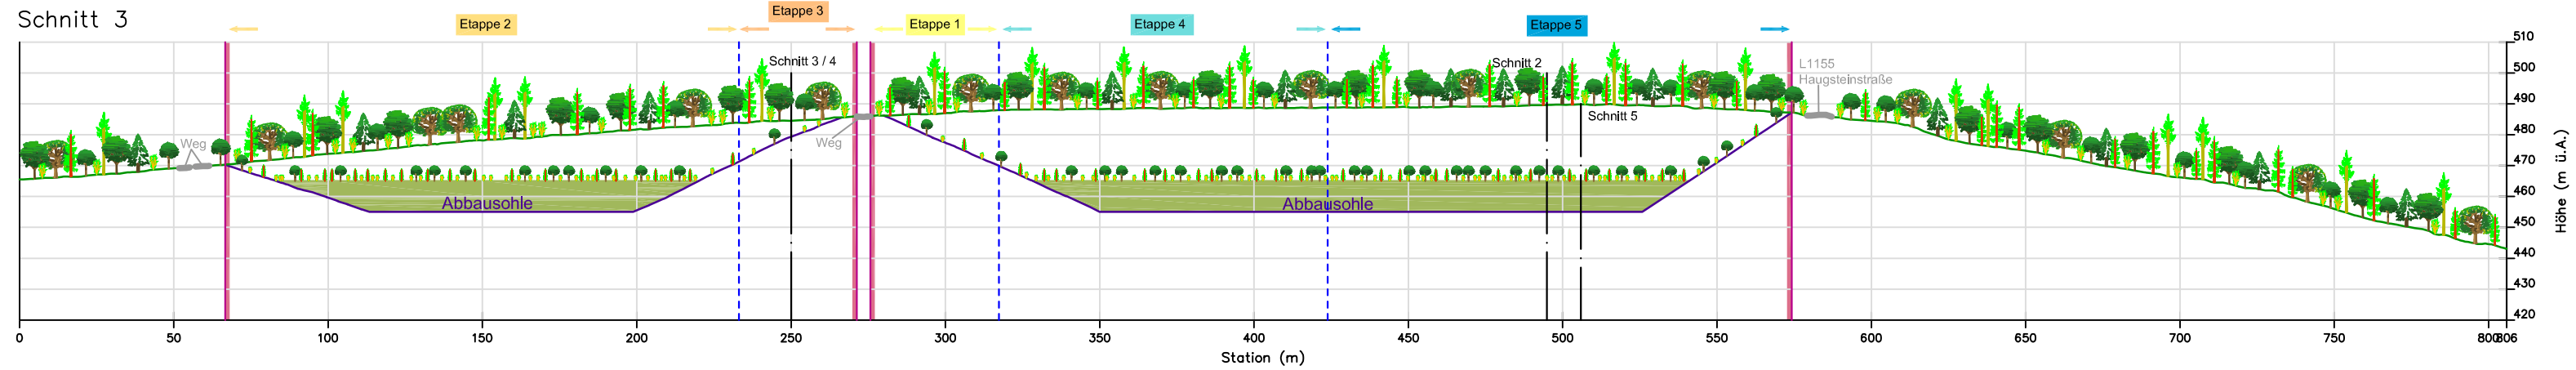 Schnitt 3
Etappe 2
Etappe 3
Etappe 1
Etappe 4
Etappe 5
Schnitt 3 / 4
Schnitt 2
L1155
Haugsteinstraße
Schnitt 5
Weg
Weg
Abbausohle
Abbausohle
510
500
490
480
470
460
450
440
430
420
Höhe (m ü.A.)
0 50 100 150 200 250 300 350 400 450 500 550 600 650 700 750 800 806
Station (m)